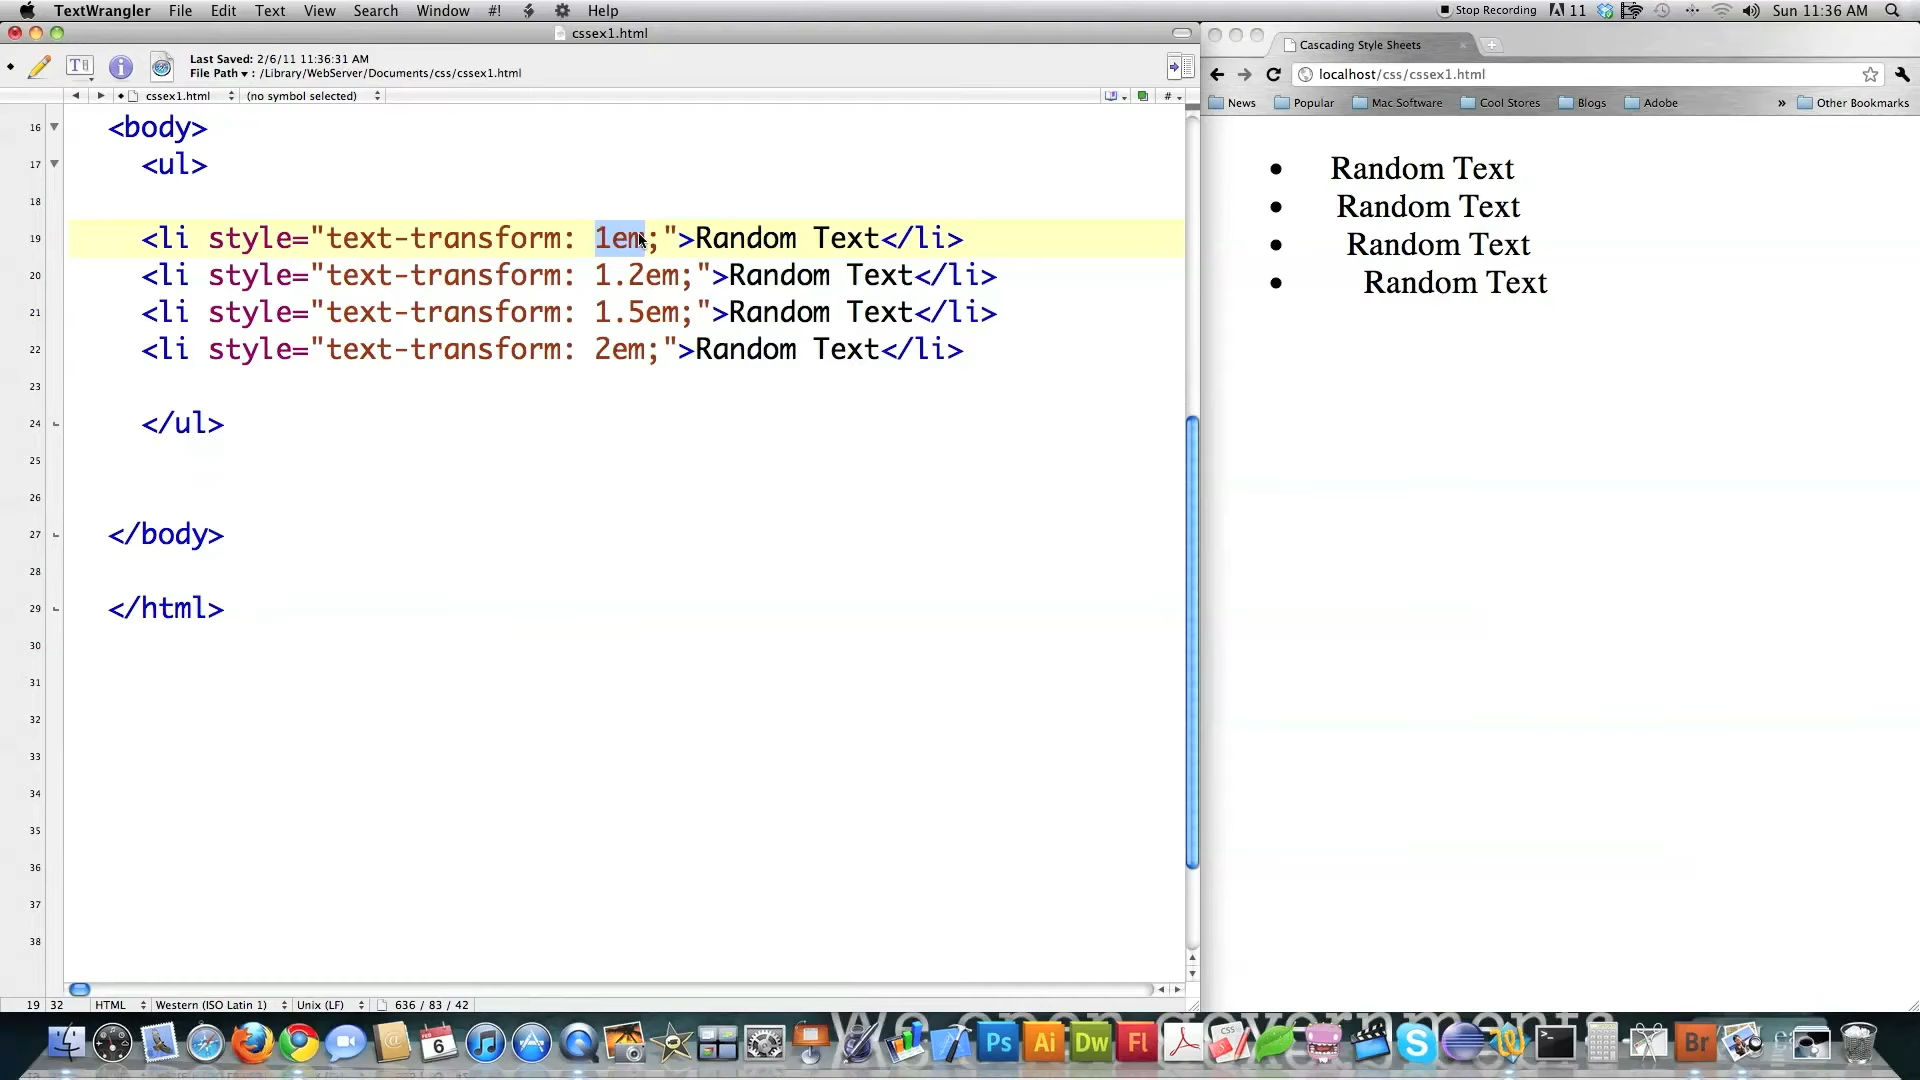 TextWrangler File Edit Text View Search Window #! Help Stop Recording 11 Sun 11:36 AM
cssex1.html
Last Saved: 2/6/11 11:36:31 AM
File Path ▾ : /Library/WebServer/Documents/css/cssex1.html
cssex1.html (no symbol selected) #
16 <body>
17 <ul>
18
19 <li style="text-transform: 1em;">Random Text</li>
20 <li style="text-transform: 1.2em;">Random Text</li>
21 <li style="text-transform: 1.5em;">Random Text</li>
22 <li style="text-transform: 2em;">Random Text</li>
23
24 </ul>
25
26
27 </body>
28
29 </html>
30
31
32
33
34
35
36
37
38
19 32 HTML Western (ISO Latin 1) Unix (LF) 636 / 83 / 42
Cascading Style Sheets
localhost/css/cssex1.html
News Popular Mac Software Cool Stores Blogs Adobe » Other Bookmarks
• Random Text
• Random Text
• Random Text
• Random Text
We open governments
6 Ps Ai Dw Fl CSS Br